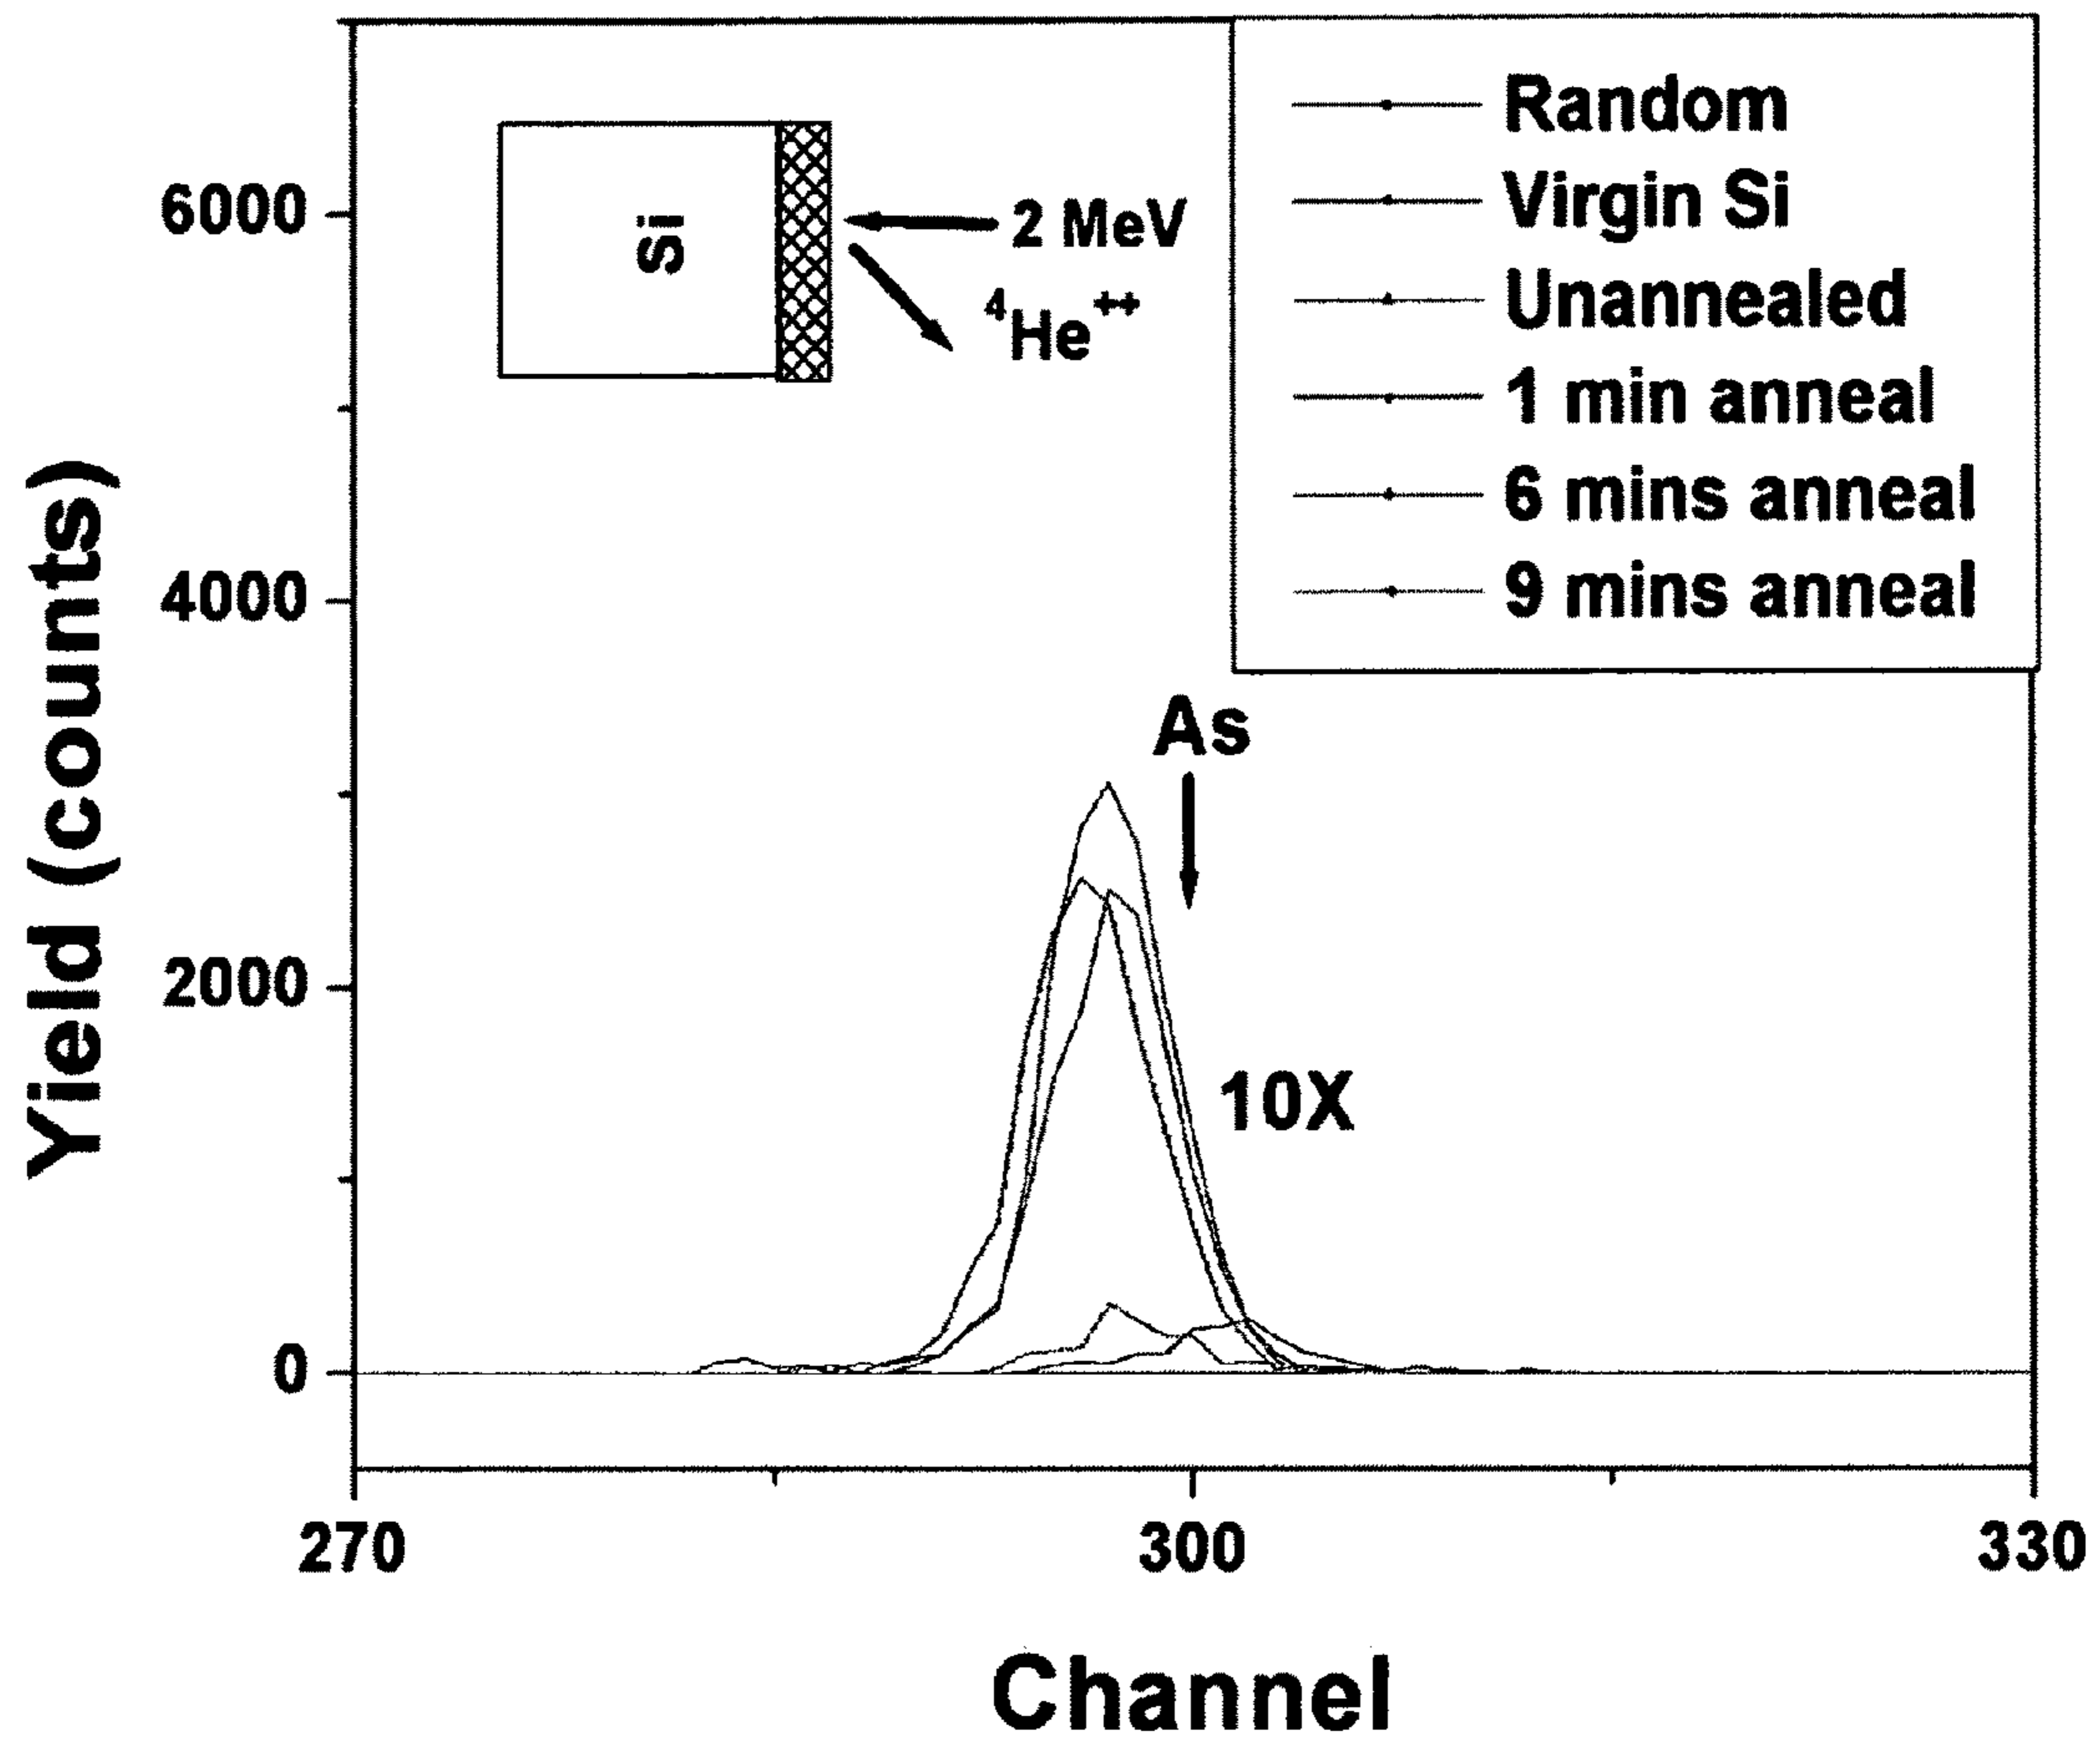 Random
Virgin Si
Unannealed
1 min anneal
6 mins anneal
9 mins anneal
Si
2 MeV
⁴He⁺⁺
As
10X
Yield (counts)
6000
4000
2000
0
270
300
330
Channel